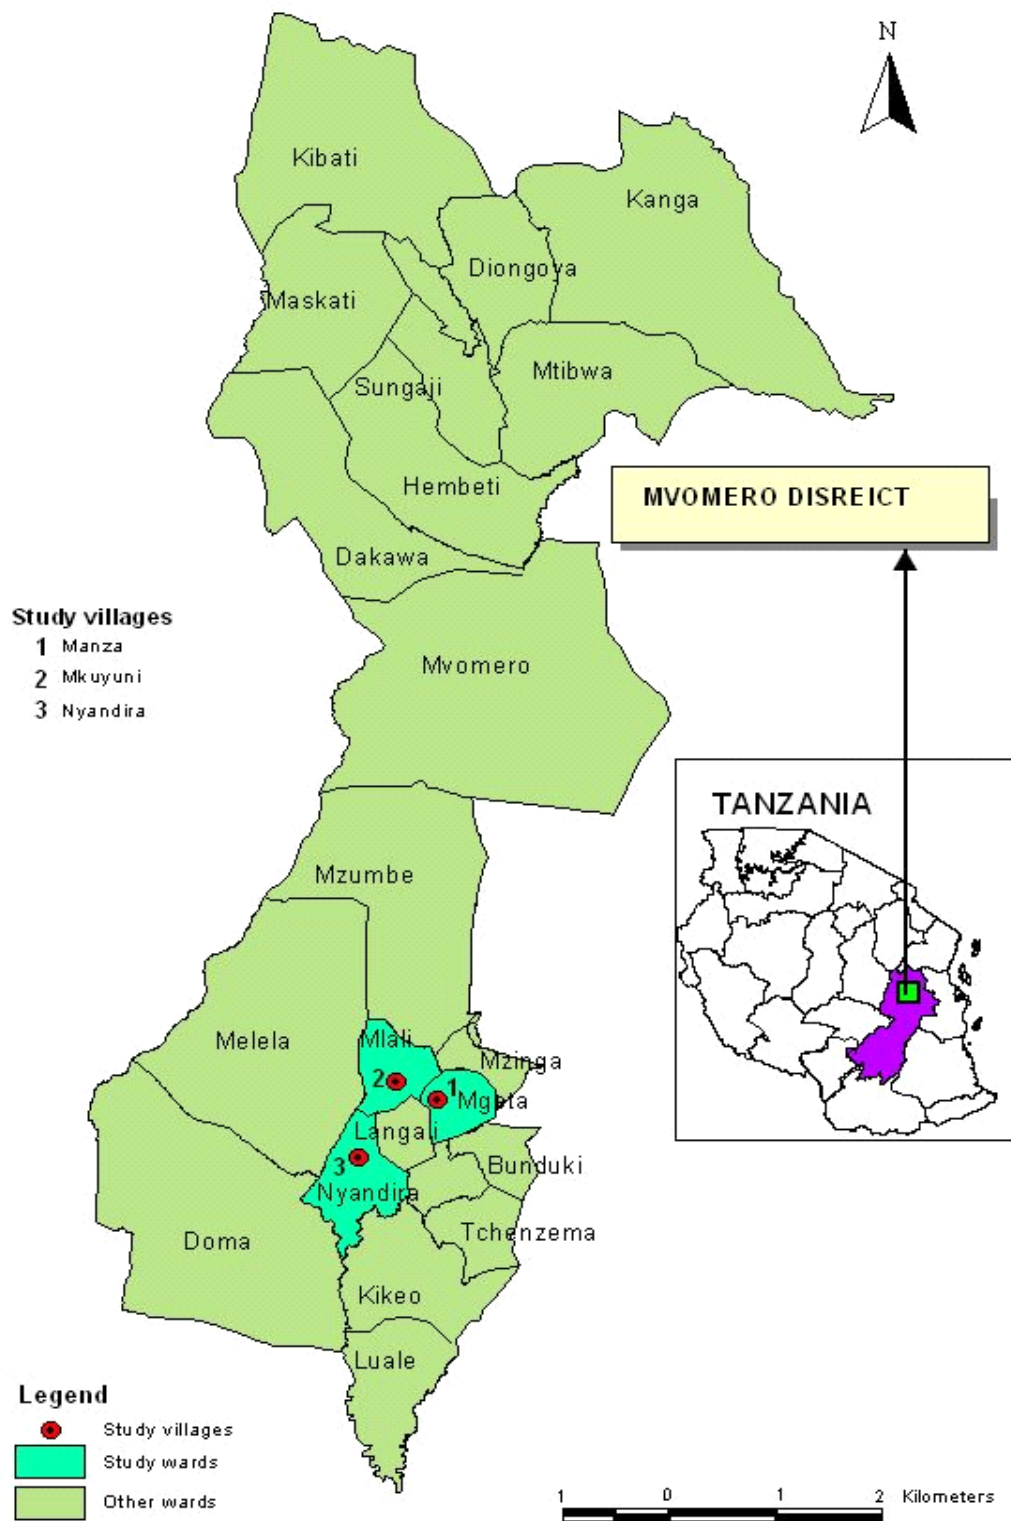 N
Kibati
Kanga
Diongoya
Maskati
Mtibwa
Sungaji
Hembeti
MVOMERO DISREICT
Dakawa
Study villages
1 Manza
2 Mkuyuni
3 Nyandira
Mvomero
TANZANIA
Mzumbe
Melela
Mlali
Mzinga
2
1
Mgeta
Langali
3
Bunduki
Nyandira
Doma
Tchenzema
Kikeo
Luale
Legend
Study villages
Study wards
Other wards
1 0 1 2 Kilometers